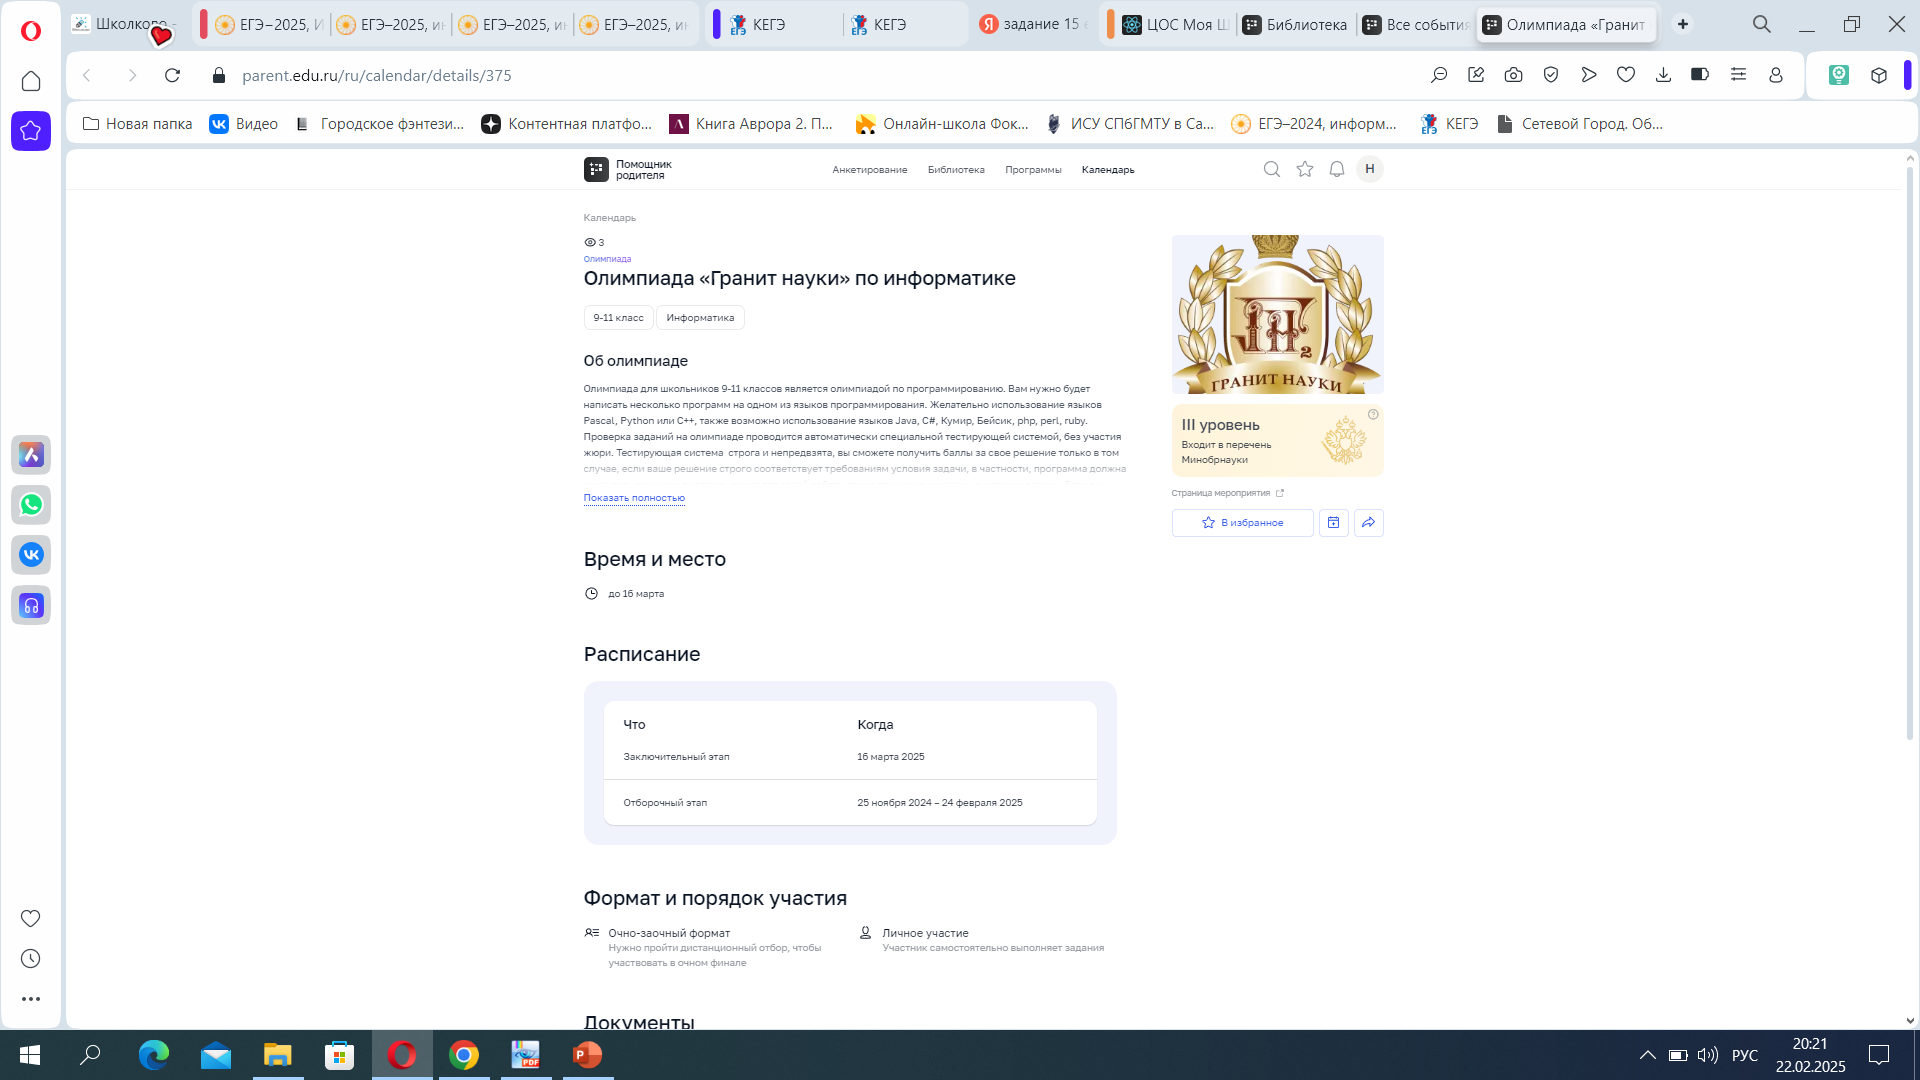 Школково -
ЕГЭ–2025, И
ЕГЭ–2025, ин
ЕГЭ–2025, ин
ЕГЭ–2025, ин
КЕГЭ
КЕГЭ
задание 15 е
ЦОС Моя Ш
Библиотека
Все события
Олимпиада «Гранит
parent.edu.ru/ru/calendar/details/375
Новая папка
Видео
Городское фэнтези...
Контентная платфо...
Книга Аврора 2. П...
Онлайн-школа Фок...
ИСУ СПбГМТУ в Са...
ЕГЭ–2024, информ...
КЕГЭ
Сетевой Город. Об...
Помощник
родителя
Анкетирование
Библиотека
Программы
Календарь
Н
Календарь
3
Олимпиада
Олимпиада «Гранит науки» по информатике
9-11 класс
Информатика
Об олимпиаде
Олимпиада для школьников 9-11 классов является олимпиадой по программированию. Вам нужно будет
написать несколько программ на одном из языков программирования. Желательно использование языков
Pascal, Python или C++, также возможно использование языков Java, C#, Кумир, Бейсик, php, perl, ruby.
Проверка заданий на олимпиаде проводится автоматически специальной тестирующей системой, без участия
жюри. Тестирующая система строга и непредвзята, вы сможете получить баллы за свое решение только в том
случае, если ваше решение строго соответствует требованиям условия задачи, в частности, программа должна
Показать полностью
ГРАНИТ НАУКИ
III уровень
Входит в перечень
Минобрнауки
Страница мероприятия
В избранное
Время и место
до 16 марта
Расписание
Что
Когда
Заключительный этап
16 марта 2025
Отборочный этап
25 ноября 2024 – 24 февраля 2025
Формат и порядок участия
Очно-заочный формат
Нужно пройти дистанционный отбор, чтобы
участвовать в очном финале
Личное участие
Участник самостоятельно выполняет задания
Документы
РУС
20:21
22.02.2025